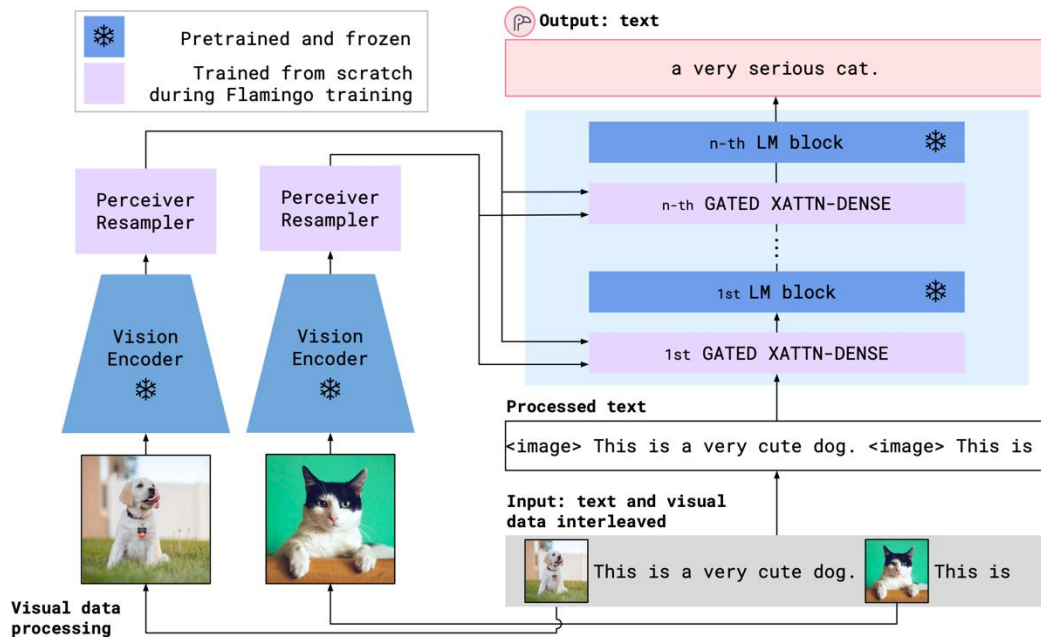 Pretrained and frozen
Trained from scratch
during Flamingo training
Output: text
a very serious cat.
n-th LM block
n-th GATED XATTN-DENSE
1st LM block
1st GATED XATTN-DENSE
Perceiver
Resampler
Perceiver
Resampler
Vision
Encoder
Vision
Encoder
Processed text
<image> This is a very cute dog. <image> This is
Input: text and visual
data interleaved
This is a very cute dog.
This is
Visual data
processing